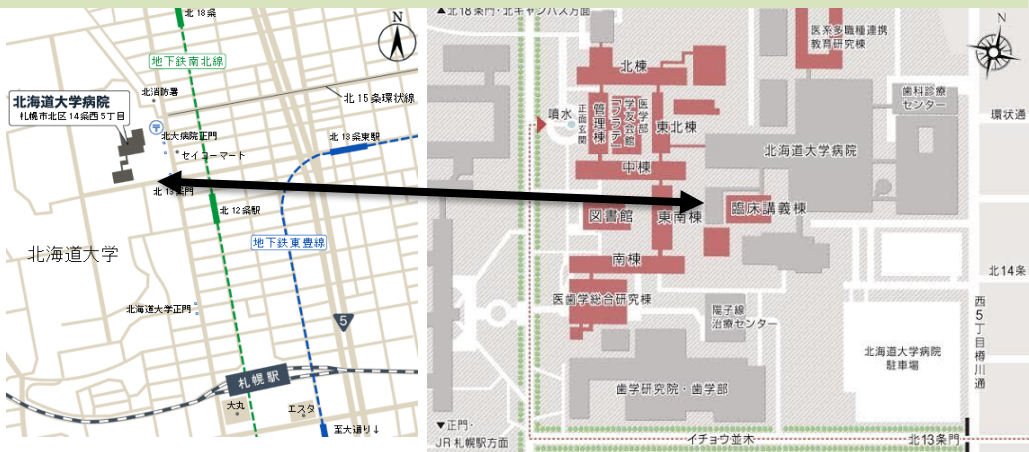 北18条
N
地下鉄南北線
北消防署
北海道大学病院
札幌市北区14条西5丁目
北15条環状線
北大病院正門
セイコーマート
北13条東駅
北13条門
北12条駅
地下鉄東豊線
北海道大学
北海道大学正門
5
札幌駅
大丸
エスタ
至大通り↓
▲北18条門・北キャンパス方面
医系多職種連携
教育研究棟
N
北棟
歯科診療
センター
噴水
正面玄関
管理棟
医学部
学友会館
「フラテ」
東北棟
環状通
北海道大学病院
中棟
図書館
東南棟
臨床講義棟
南棟
北14条
医歯学総合研究棟
陽子線
治療センター
西5丁目樽川通
北海道大学病院
駐車場
歯学研究院・歯学部
▼正門・
JR札幌駅方面
イチョウ並木
北13条門